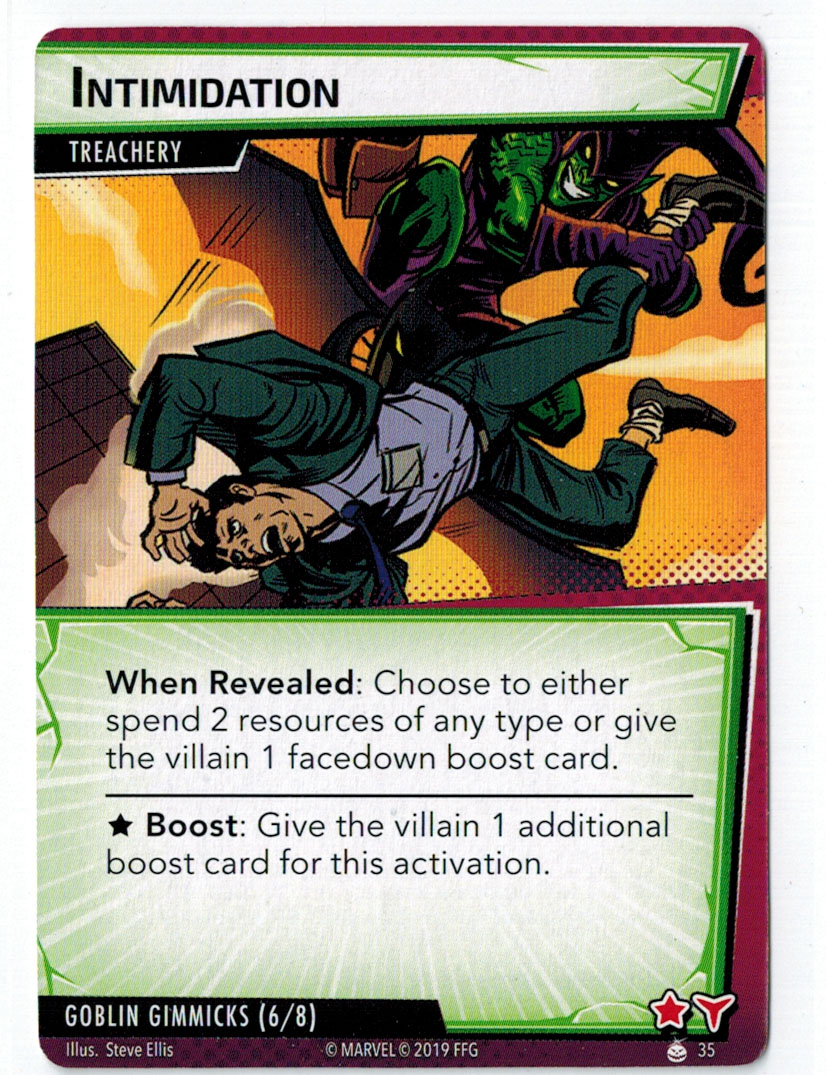 INTIMIDATION
TREACHERY
When Revealed: Choose to either
spend 2 resources of any type or give
the villain 1 facedown boost card.
★ Boost: Give the villain 1 additional
boost card for this activation.
GOBLIN GIMMICKS (6/8)
Illus. Steve Ellis © MARVEL © 2019 FFG 35